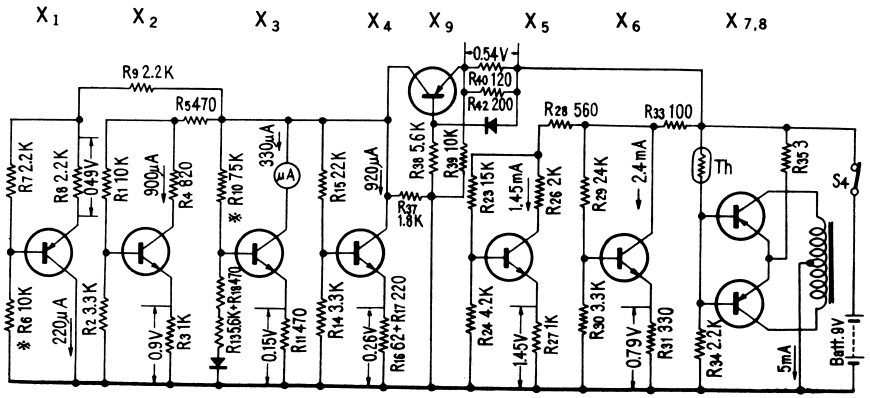 X1 X2 X3 X4 X9 X5 X6 X7,8
R9 2.2K
0.54V
R5 470
R40 120
R42 200
R28 560
R33 100
R7 2.2K
R8 2.2K
0.49V
R1 10K
900μA
R4 820
※ R10 75K
330μA
μA
R15 22K
920μA
R37
1.8K
R38 5.6K
R39 10K
R23 15K
1.45mA
R26 2K
R29 24K
2.4mA
Th
R35 3
S4
※ R6 10K
220μA
R2 3.3K
0.9V
R3 1K
R13 5.6K+R18 470
0.15V
R11 470
R14 3.3K
0.26V
R16 62+R17 220
R24 4.2K
1.45V
R27 1K
R30 3.3K
0.79V
R31 330
R34 2.2K
5mA
Batt.9V